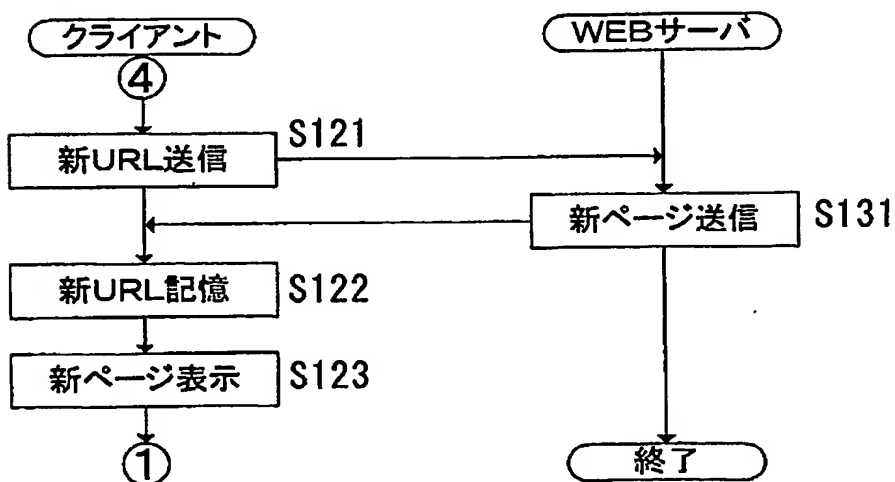 クライアント
WEBサーバ
④
新URL送信
S121
新ページ送信
S131
新URL記憶
S122
新ページ表示
S123
①
終了